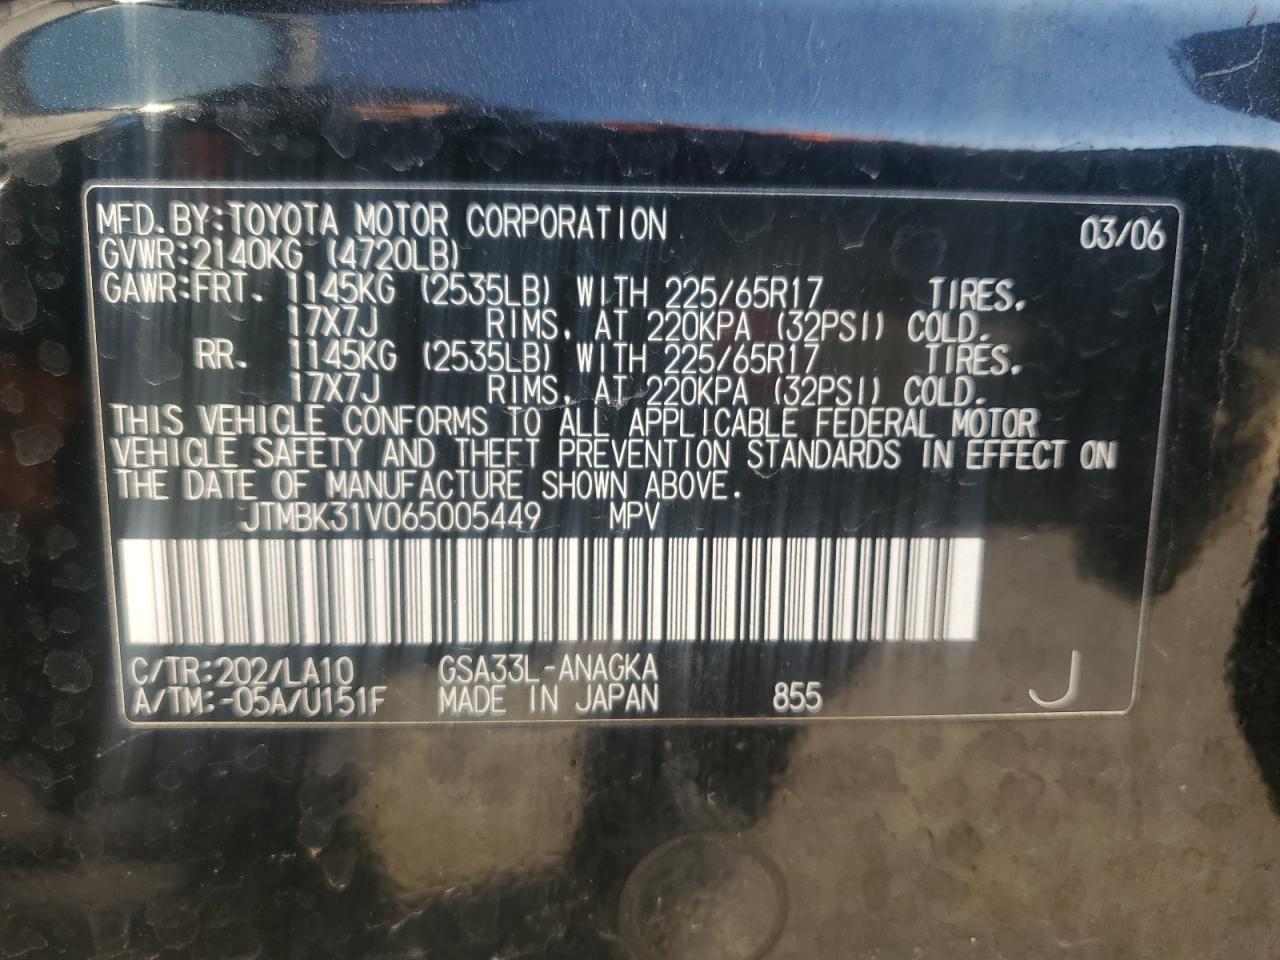 MFD.BY:TOYOTA MOTOR CORPORATION 03/06
GVWR:2140KG (4720LB)
GAWR:FRT. 1145KG (2535LB) WITH 225/65R17 TIRES.
17X7J RIMS, AT 220KPA (32PSI) COLD.
RR. 1145KG (2535LB) WITH 225/65R17 TIRES.
17X7J RIMS, AT 220KPA (32PSI) COLD.
THIS VEHICLE CONFORMS TO ALL APPLICABLE FEDERAL MOTOR
VEHICLE SAFETY AND THEFT PREVENTION STANDARDS IN EFFECT ON
THE DATE OF MANUFACTURE SHOWN ABOVE.
JTMBK31V065005449 MPV
C/TR:202/LA10 GSA33L-ANAGKA
A/TM:-05A/U151F MADE IN JAPAN 855 J